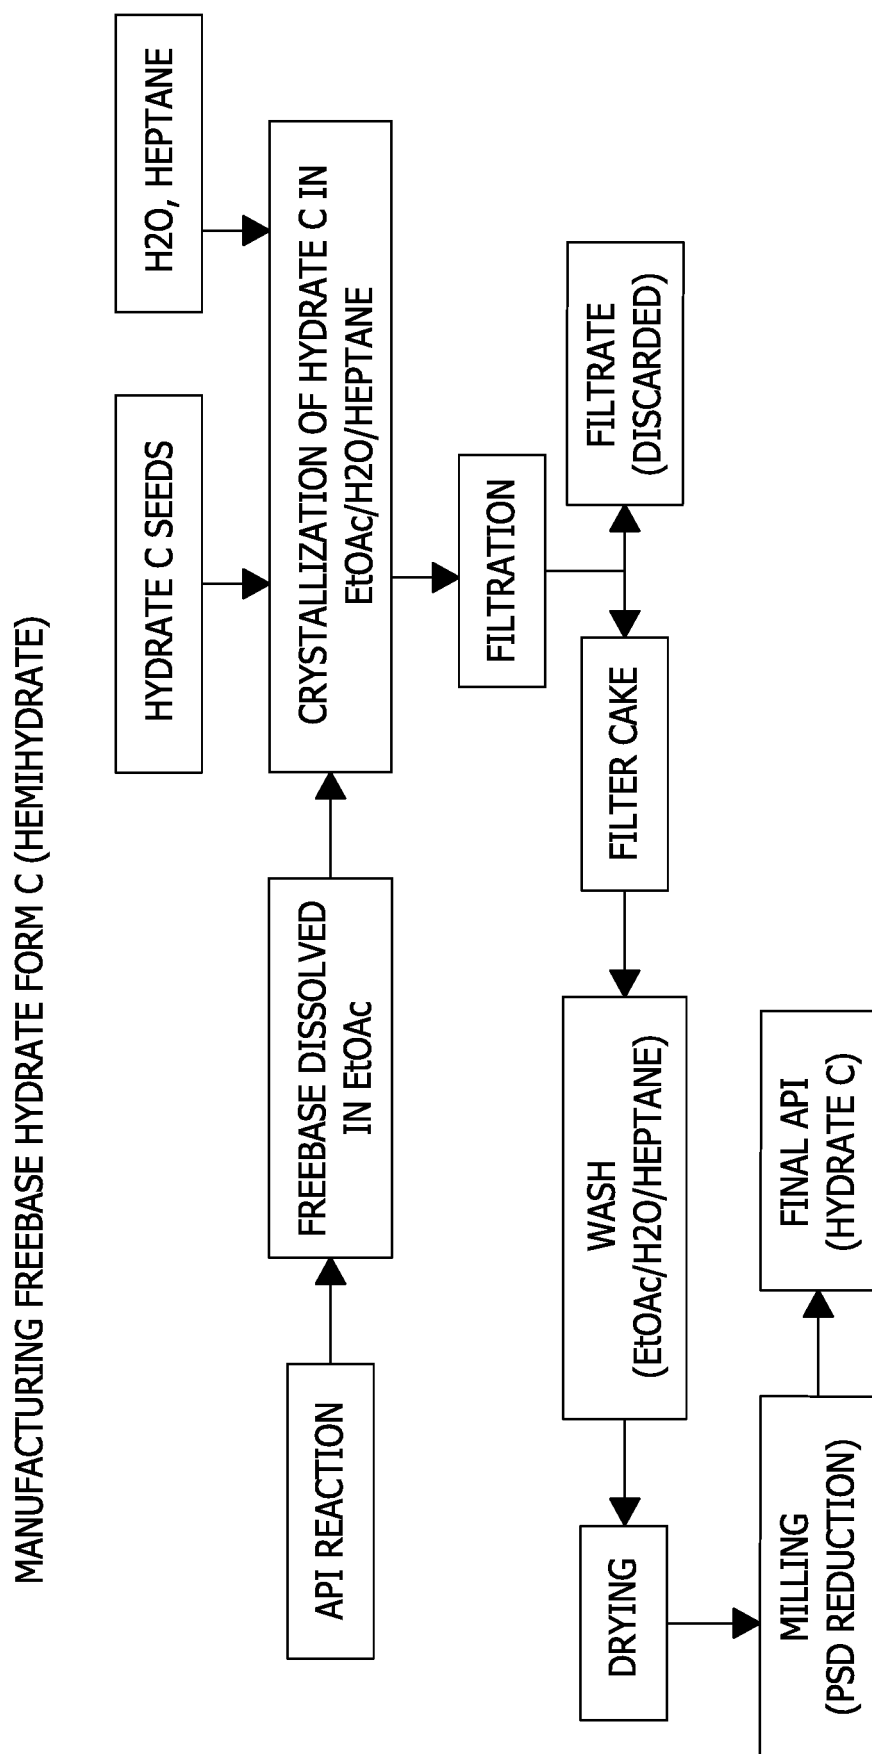 MANUFACTURING FREEBASE HYDRATE FORM C (HEMIHYDRATE)
HYDRATE C SEEDS
H2O, HEPTANE
API REACTION
FREEBASE DISSOLVED
IN EtOAc
CRYSTALLIZATION OF HYDRATE C IN
EtOAc/H2O/HEPTANE
FILTRATION
DRYING
WASH
(EtOAc/H2O/HEPTANE)
FILTER CAKE
FILTRATE
(DISCARDED)
MILLING
(PSD REDUCTION)
FINAL API
(HYDRATE C)